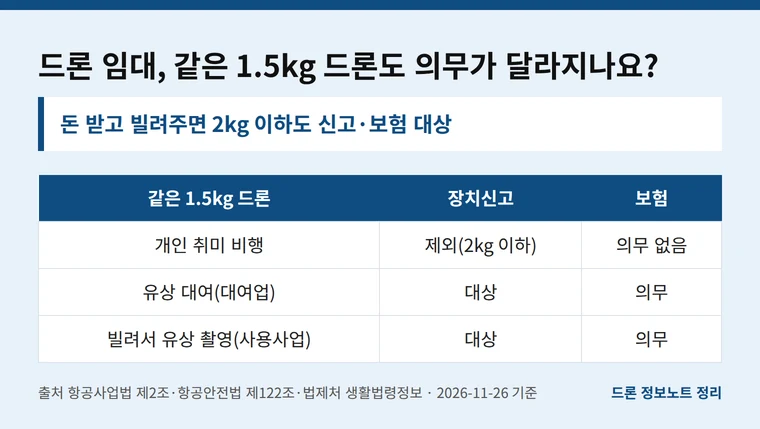 드론 임대, 같은 1.5kg 드론도 의무가 달라지나요?
돈 받고 빌려주면 2kg 이하도 신고·보험 대상
같은 1.5kg 드론 장치신고 보험
개인 취미 비행 제외(2kg 이하) 의무 없음
유상 대여(대여업) 대상 의무
빌려서 유상 촬영(사용사업) 대상 의무
출처 항공사업법 제2조·항공안전법 제122조·법제처 생활법령정보 · 2026-11-26 기준 드론 정보노트 정리